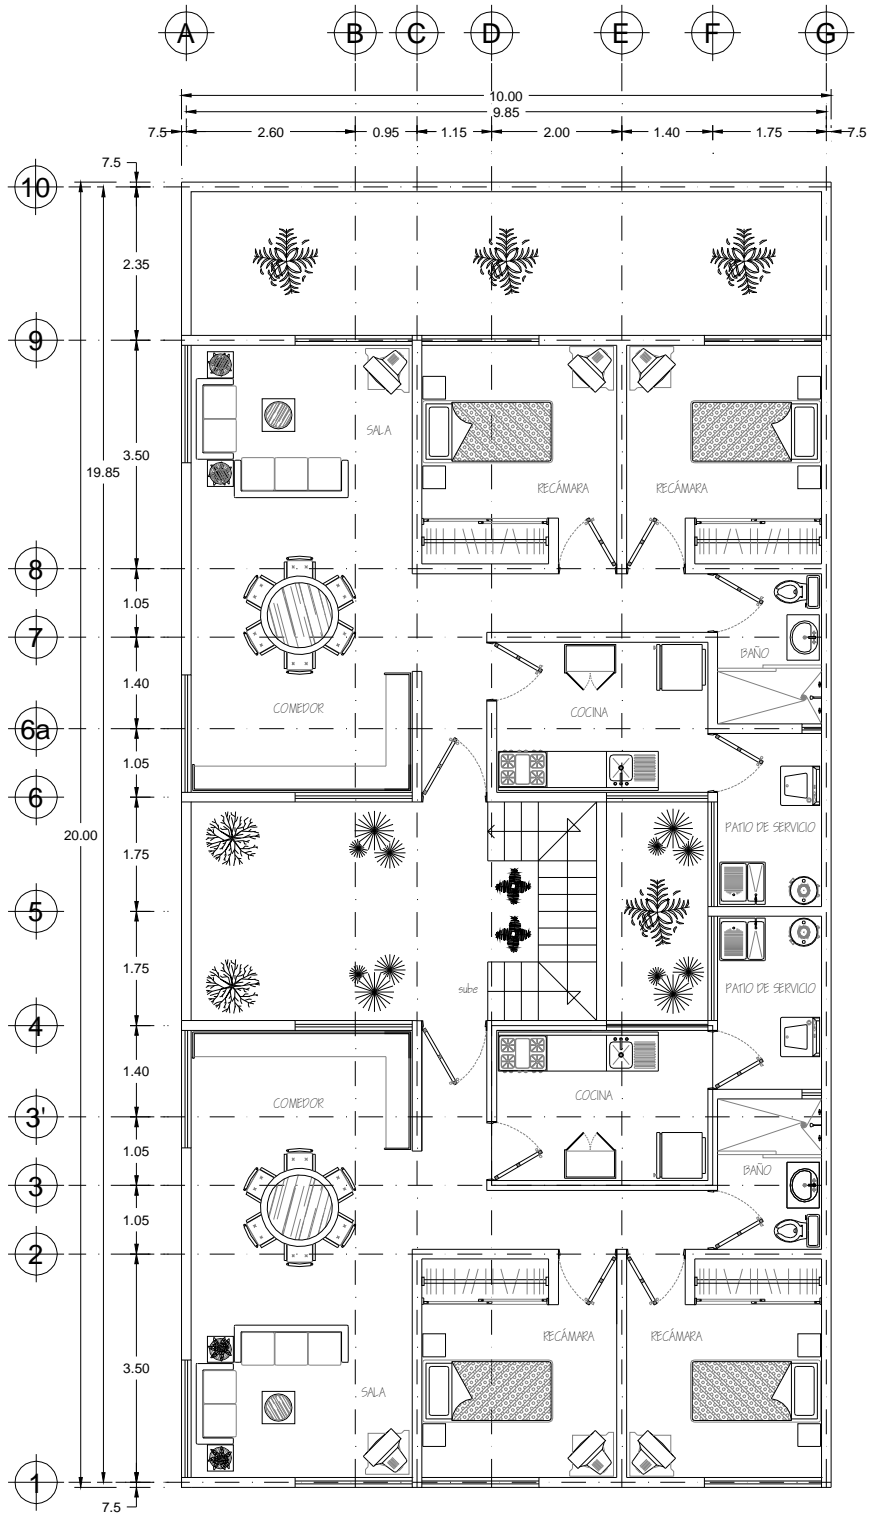 A B C D E F G
10.00
9.85
7.5 2.60 0.95 1.15 2.00 1.40 1.75 7.5
7.5
10
2.35
9
3.50
SALA
19.85
RECÁMARA RECÁMARA
8
1.05
7
BAÑO
1.40
COMEDOR COCINA
6a
1.05
6
PATIO DE SERVICIO
20.00
1.75
5
1.75
sube PATIO DE SERVICIO
4
1.40
COCINA
COMEDOR
3'
1.05
BAÑO
3
1.05
2
RECÁMARA RECÁMARA
3.50
SALA
1
7.5